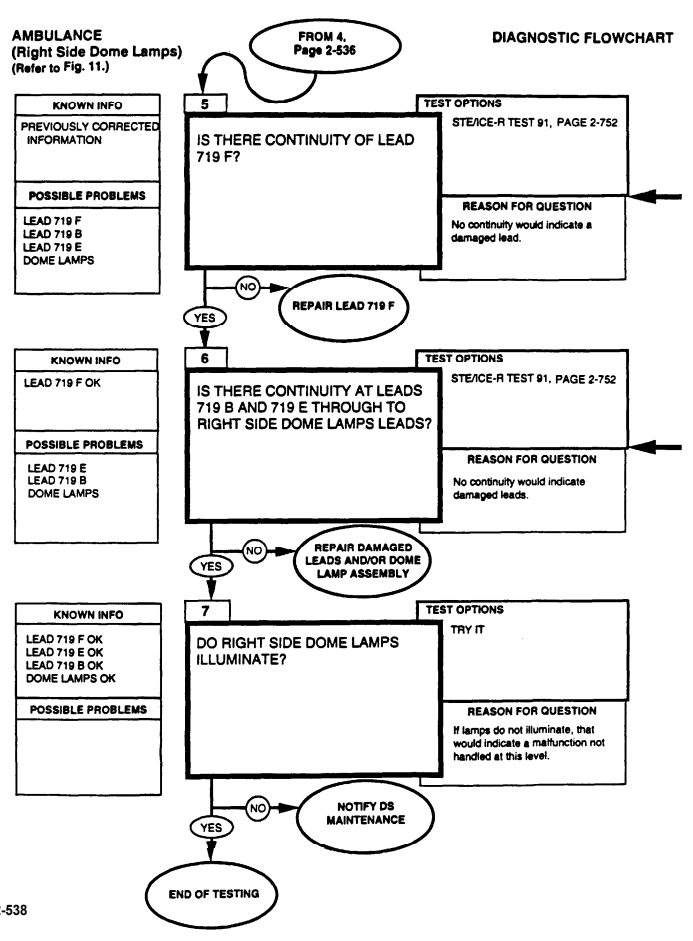 AMBULANCE
(Right Side Dome Lamps)
(Refer to Fig. 11.)
FROM 4,
Page 2-536
DIAGNOSTIC FLOWCHART
KNOWN INFO
PREVIOUSLY CORRECTED
INFORMATION
POSSIBLE PROBLEMS
LEAD 719 F
LEAD 719 B
LEAD 719 E
DOME LAMPS
5
IS THERE CONTINUITY OF LEAD
719 F?
TEST OPTIONS
STE/ICE-R TEST 91, PAGE 2-752
REASON FOR QUESTION
No continuity would indicate a
damaged lead.
NO
REPAIR LEAD 719 F
YES
KNOWN INFO
LEAD 719 F OK
POSSIBLE PROBLEMS
LEAD 719 E
LEAD 719 B
DOME LAMPS
6
IS THERE CONTINUITY AT LEADS
719 B AND 719 E THROUGH TO
RIGHT SIDE DOME LAMPS LEADS?
TEST OPTIONS
STE/ICE-R TEST 91, PAGE 2-752
REASON FOR QUESTION
No continuity would indicate
damaged leads.
NO
REPAIR DAMAGED
LEADS AND/OR DOME
LAMP ASSEMBLY
YES
KNOWN INFO
LEAD 719 F OK
LEAD 719 E OK
LEAD 719 B OK
DOME LAMPS OK
POSSIBLE PROBLEMS
7
DO RIGHT SIDE DOME LAMPS
ILLUMINATE?
TEST OPTIONS
TRY IT
REASON FOR QUESTION
If lamps do not illuminate, that
would indicate a malfunction not
handled at this level.
NO
NOTIFY DS
MAINTENANCE
YES
END OF TESTING
-538